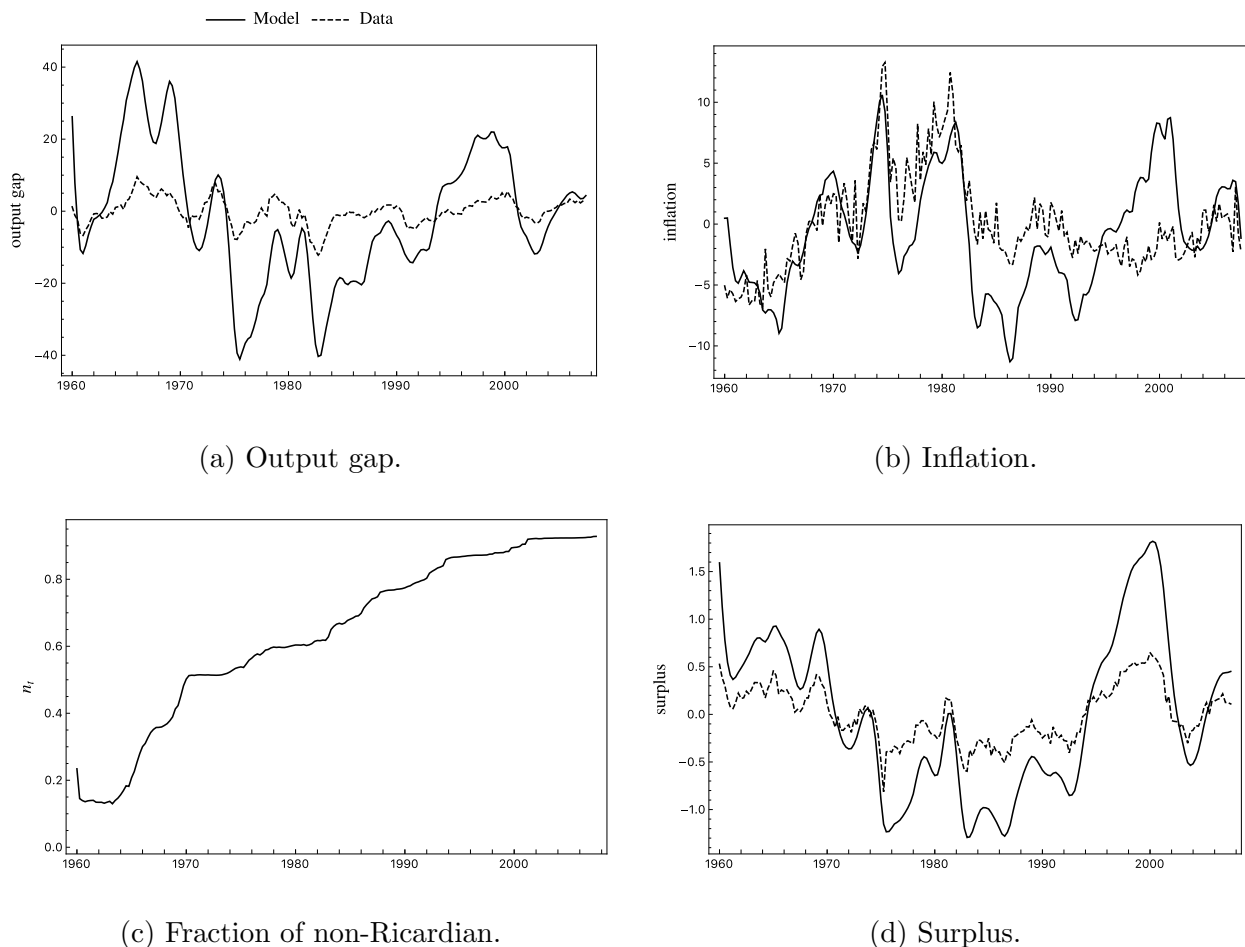 Model Data
output gap
40
20
0
−20
−40
1960 1970 1980 1990 2000
(a) Output gap.
inflation
10
5
0
−5
−10
1960 1970 1980 1990 2000
(b) Inflation.
n_t
0.8
0.6
0.4
0.2
0.0
1960 1970 1980 1990 2000
(c) Fraction of non-Ricardian.
surplus
1.5
1.0
0.5
0.0
−0.5
−1.0
1960 1970 1980 1990 2000
(d) Surplus.